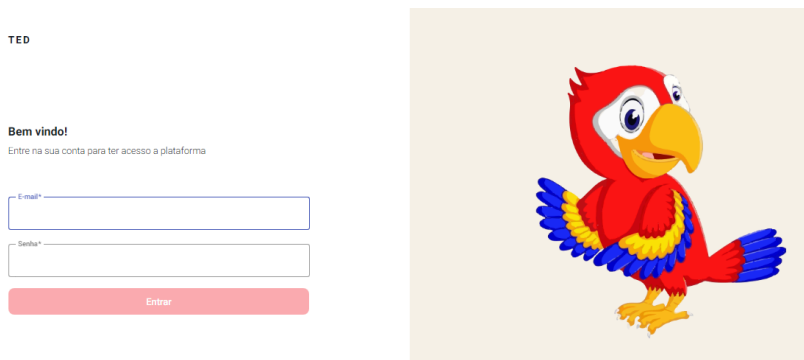 TED
Bem vindo!
Entre na sua conta para ter acesso a plataforma
E-mail*
Senha*
Entrar